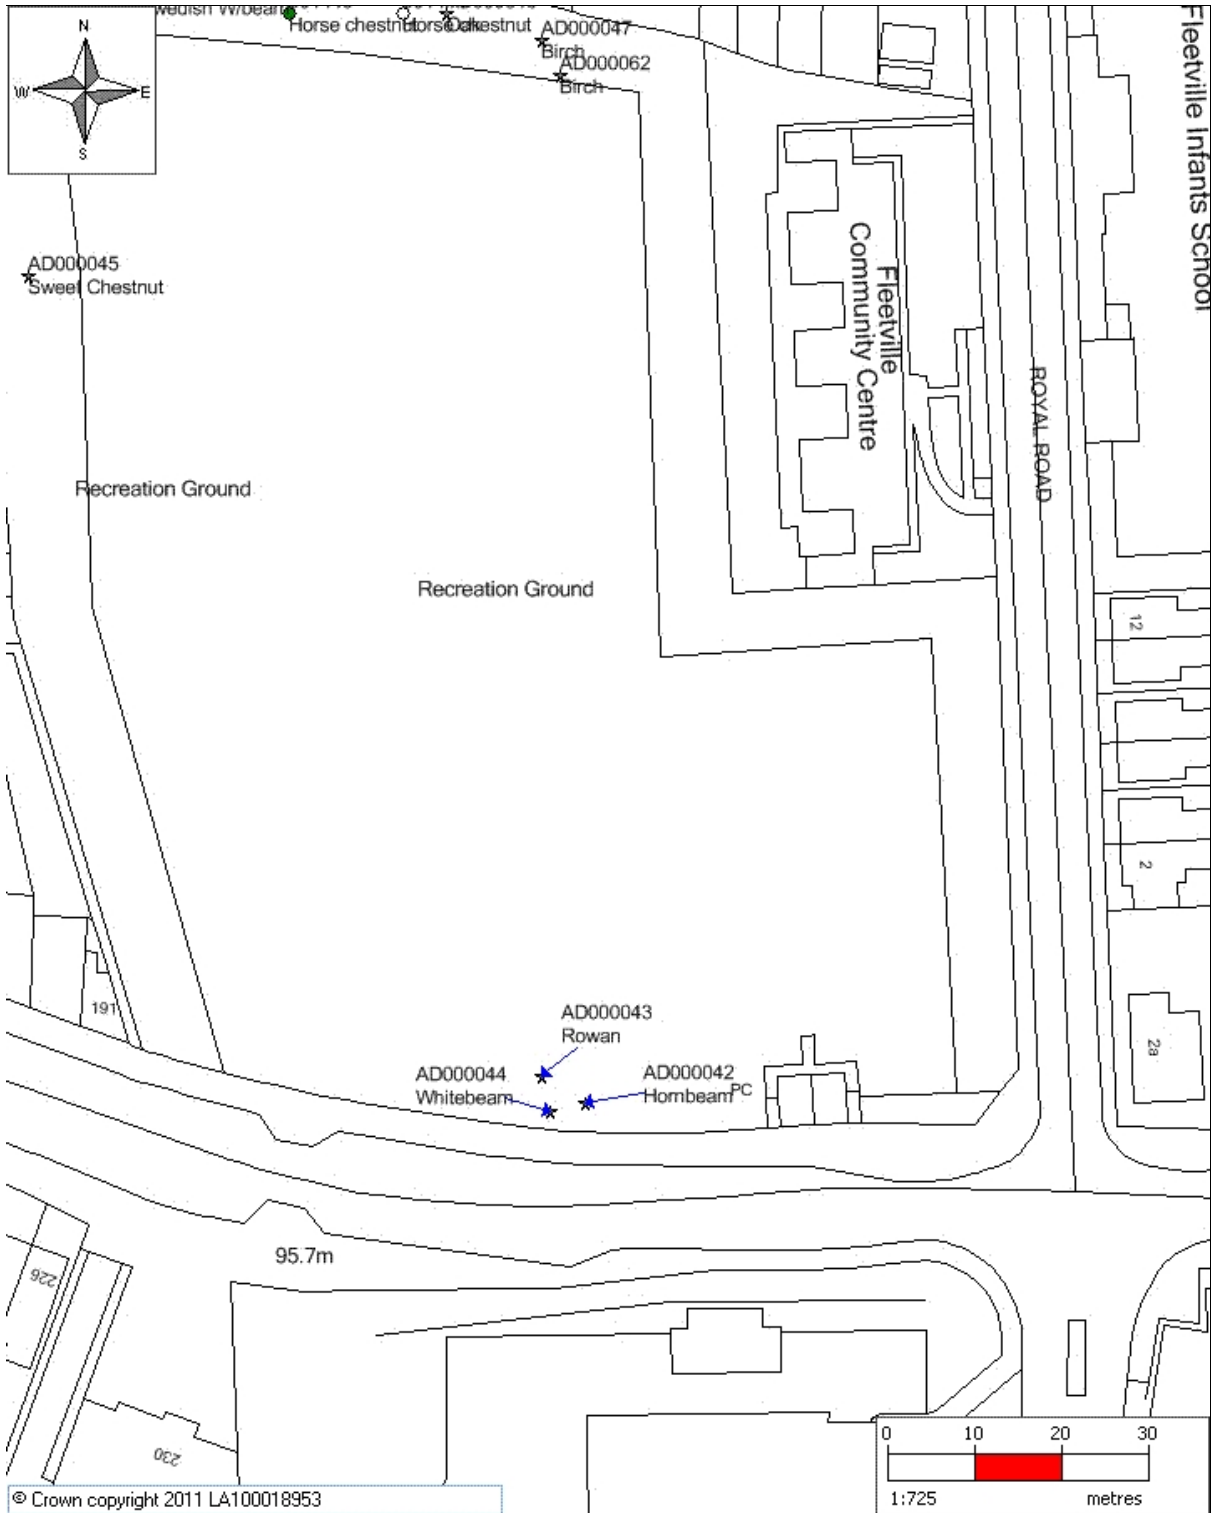 Horse chestnut
AD000047
Birch
AD000062
Birch
N
W
E
S
Fleetville Infants School
AD000045
Sweet Chestnut
Fleetville
Community Centre
ROYAL ROAD
Recreation Ground
Recreation Ground
12
2
191
AD000043
Rowan
AD000044
Whitebeam
AD000042
Hornbeam
PC
2a
95.7m
226
230
0 10 20 30
1:725 metres
© Crown copyright 2011 LA100018953